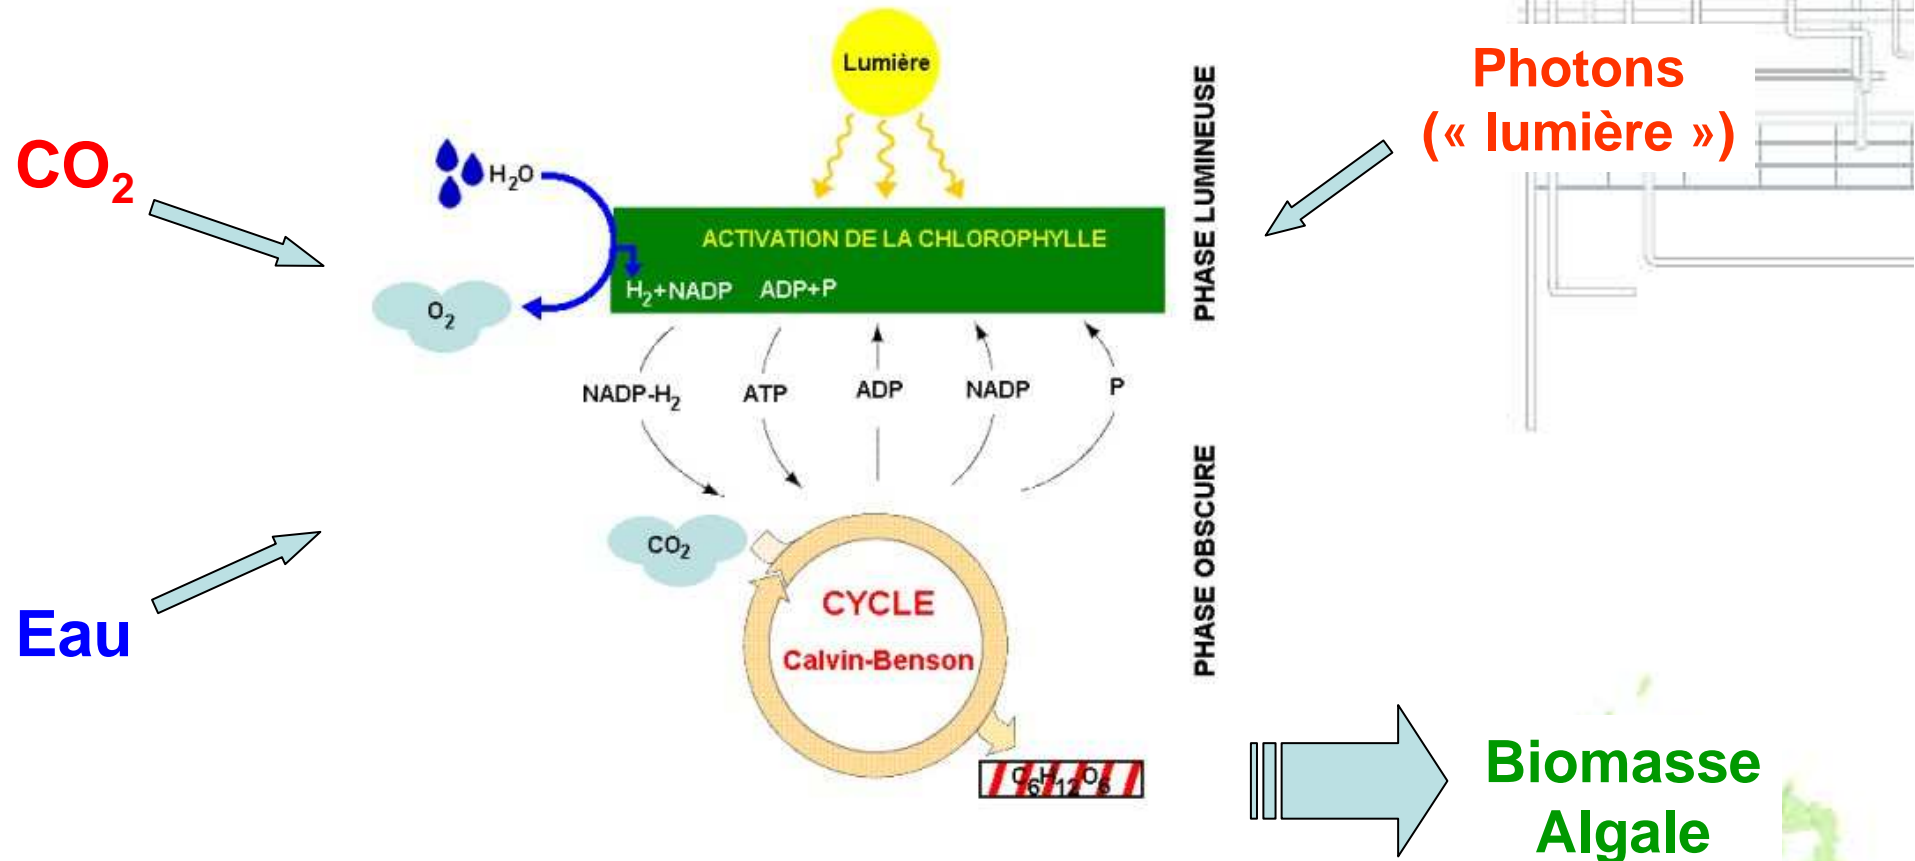 Lumière
Photons
(« lumière »)
CO₂
H₂O
PHASE LUMINEUSE
ACTIVATION DE LA CHLOROPHYLLE
H₂+NADP ADP+P
O₂
NADP-H₂ ATP ADP NADP P
PHASE OBSCURE
CO₂
CYCLE
Calvin-Benson
Eau
C₆H₁₂O₆
Biomasse
Algale